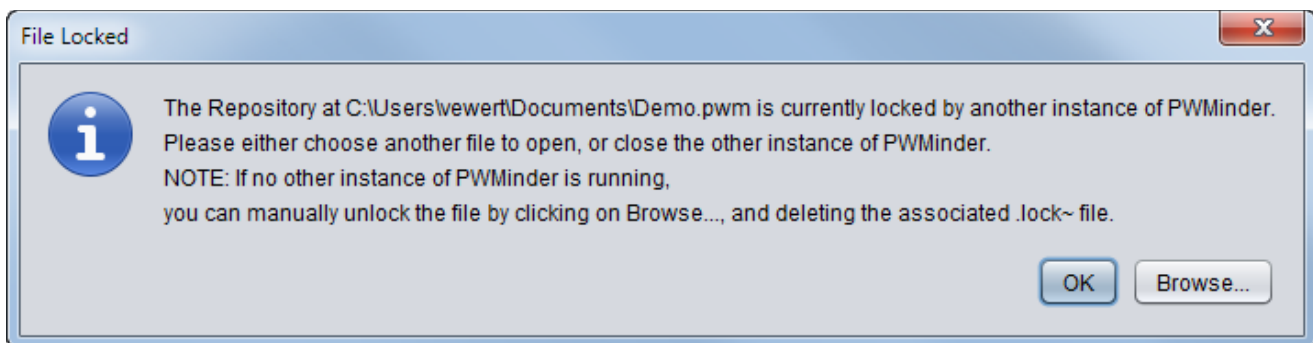 File Locked
The Repository at C:\Users\vewert\Documents\Demo.pwm is currently locked by another instance of PWMinder.
Please either choose another file to open, or close the other instance of PWMinder.
NOTE: If no other instance of PWMinder is running,
you can manually unlock the file by clicking on Browse..., and deleting the associated .lock~ file.
OK Browse...